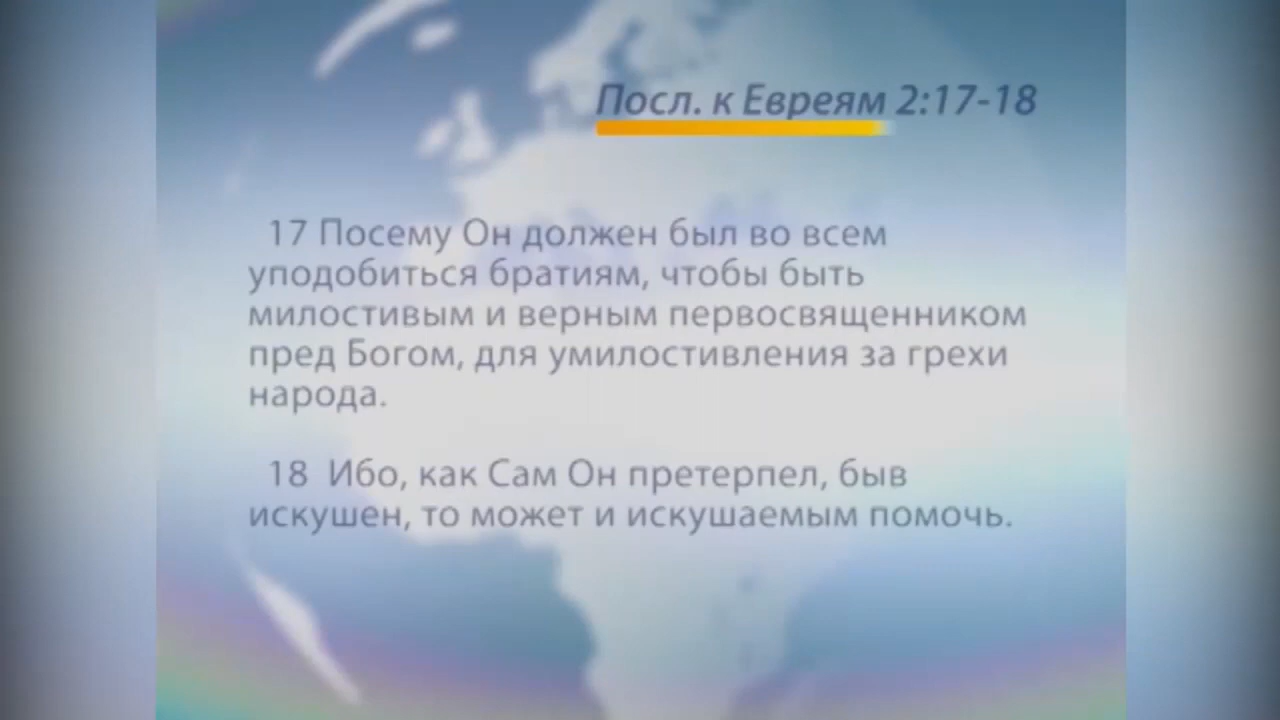 Посл. к Евреям 2:17-18
17 Посему Он должен был во всем
уподобиться братиям, чтобы быть
милостивым и верным первосвященником
пред Богом, для умилостивления за грехи
народа.
18 Ибо, как Сам Он претерпел, быв
искушен, то может и искушаемым помочь.